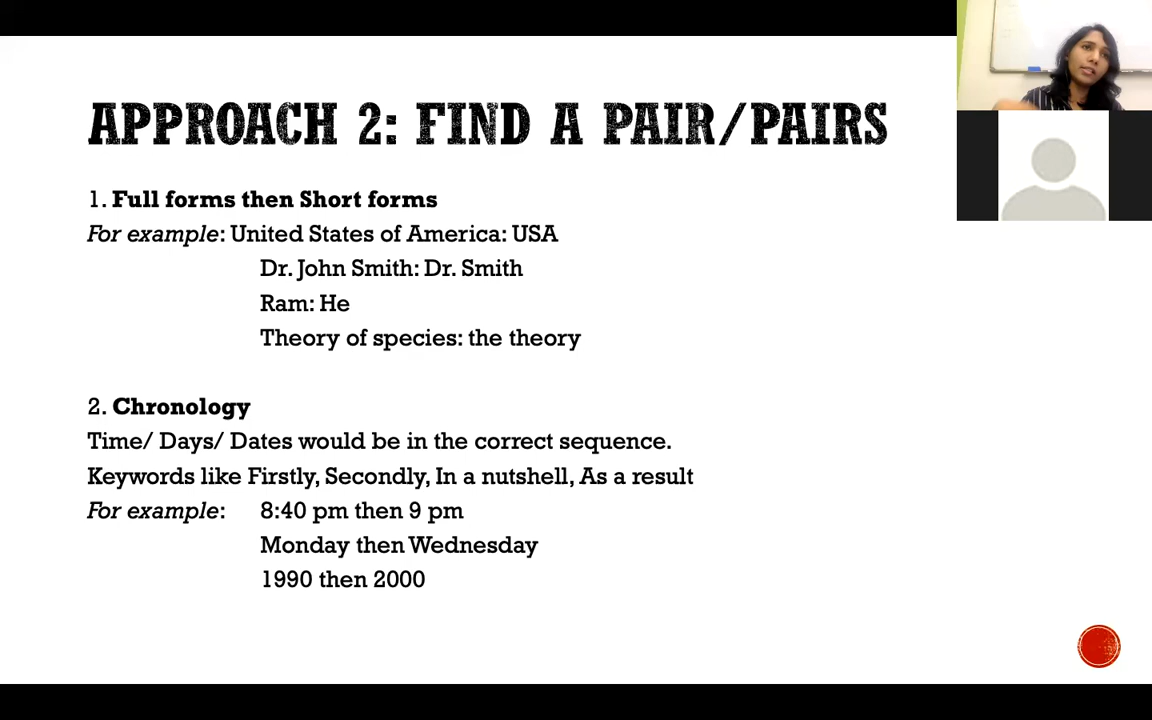 APPROACH 2: FIND A PAIR/PAIRS
1. Full forms then Short forms
For example: United States of America: USA
Dr. John Smith: Dr. Smith
Ram: He
Theory of species: the theory
2. Chronology
Time/ Days/ Dates would be in the correct sequence.
Keywords like Firstly, Secondly, In a nutshell, As a result
For example: 8:40 pm then 9 pm
Monday then Wednesday
1990 then 2000